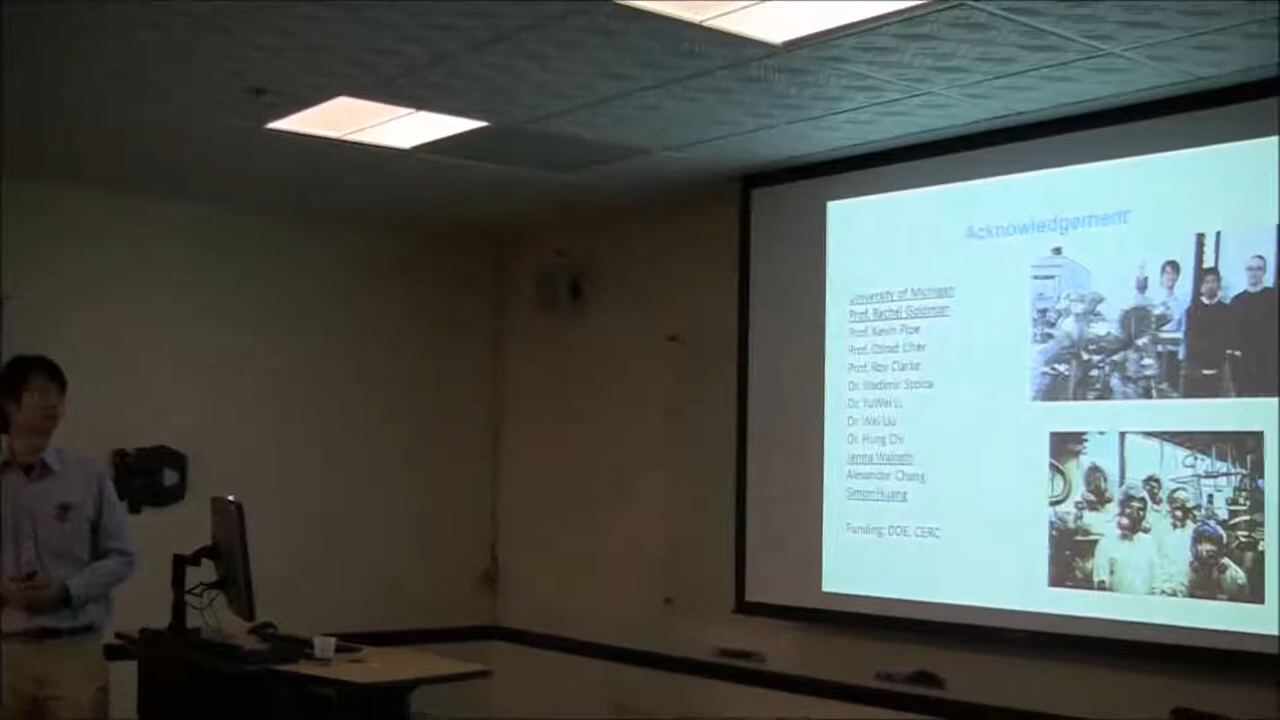 Acknowledgement
University of Michigan
Prof. Rachel Goldman
Prof. Kevin Pipe
Prof. Ctirad Uher
Prof. Roy Clarke
Dr. Vladimir Stoica
Dr. YuWei Li
Dr. Wei Liu
Dr. Hung Chi
Jenna Walrath
Alexander Chang
Simon Huang
Funding: DOE, CERC